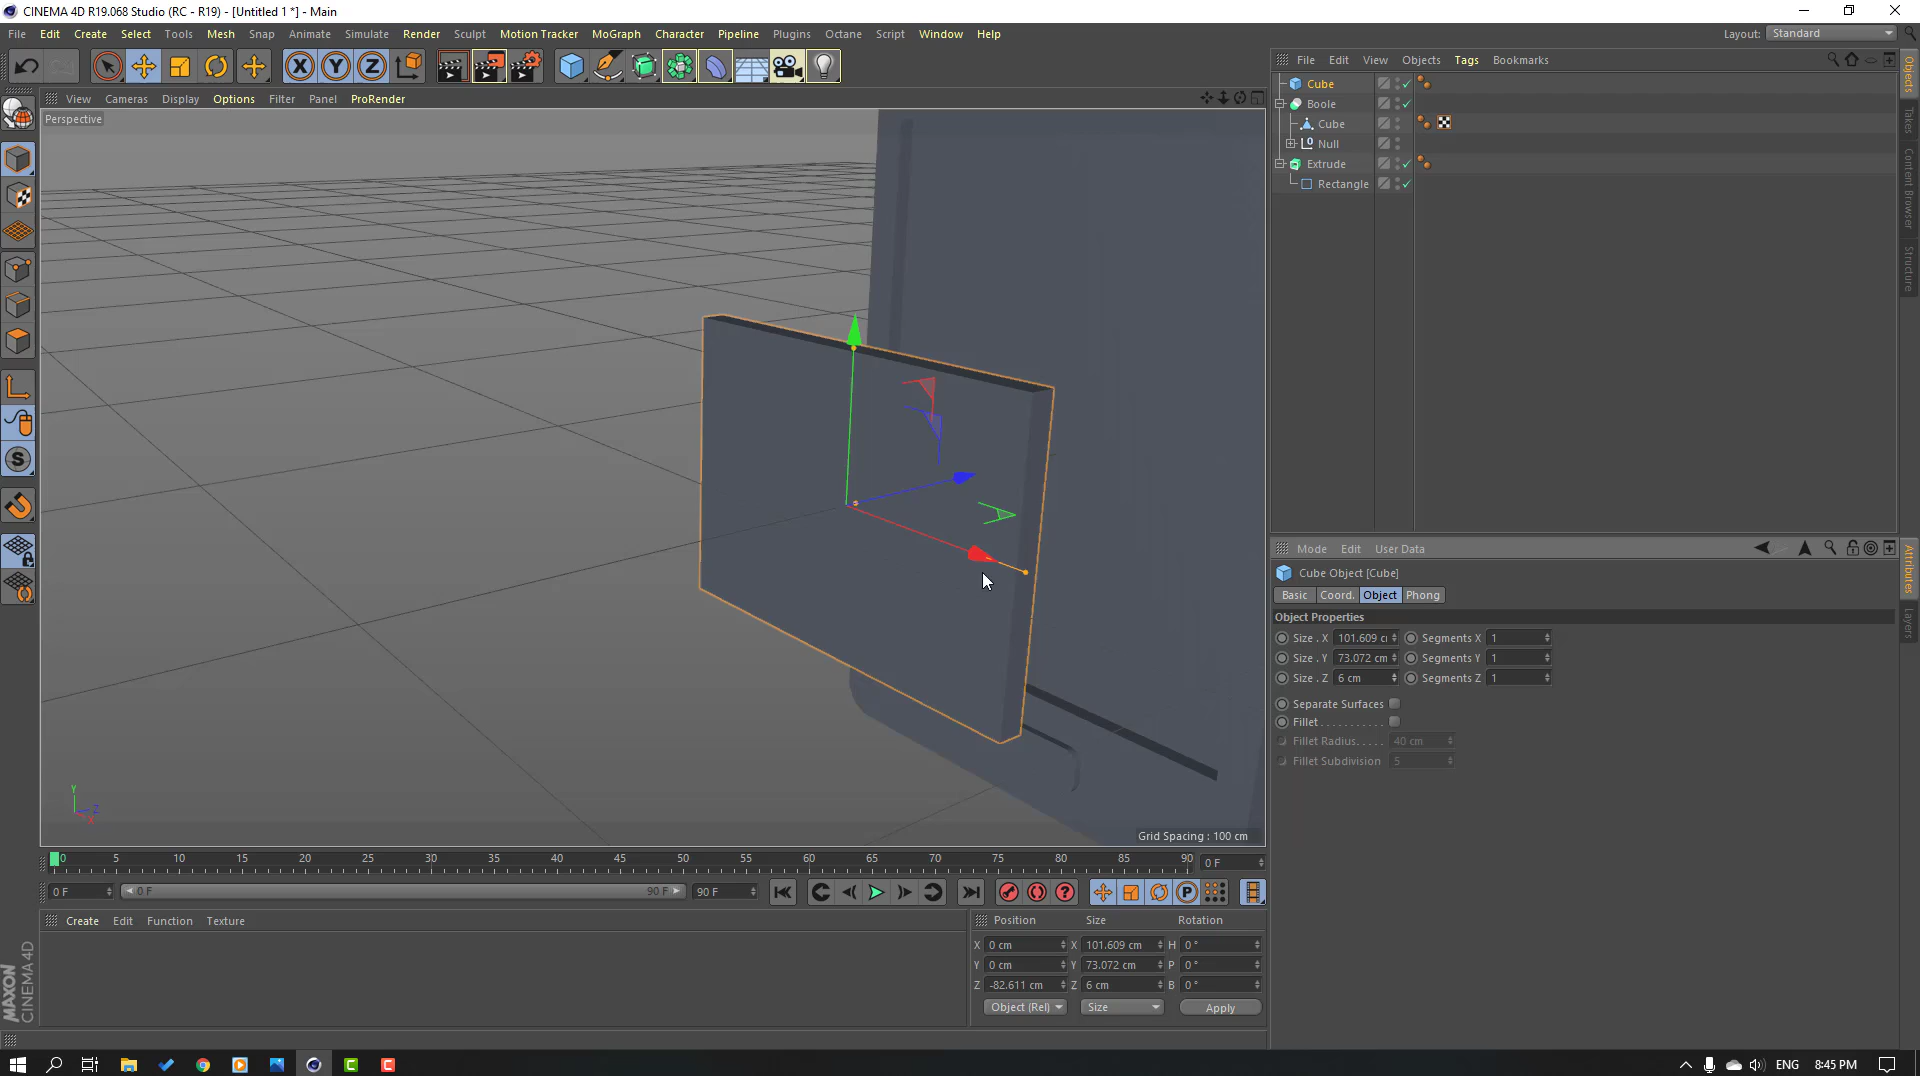 CINEMA 4D R19.068 Studio (RC - R19) - [Untitled 1 *] - Main
File Edit Create Select Tools Mesh Snap Animate Simulate Render Sculpt Motion Tracker MoGraph Character Pipeline Plugins Octane Script Window Help
Layout: Standard
X Y Z
File Edit View Objects Tags Bookmarks
View Cameras Display Options Filter Panel ProRender
Perspective
Cube
Boole
Cube
Null
Extrude
Rectangle
Objects
Takes
Content Browser
Structure
S
Y
Z
X
Grid Spacing : 100 cm
Mode Edit User Data
Cube Object [Cube]
Basic Coord. Object Phong
Object Properties
Size . X 101.609 c Segments X 1
Size . Y 73.072 cm Segments Y 1
Size . Z 6 cm Segments Z 1
Separate Surfaces
Fillet . . . . . . . . . . .
Fillet Radius. . . . . 40 cm
Fillet Subdivision 5
Attributes
Layers
0 5 10 15 20 25 30 35 40 45 50 55 60 65 70 75 80 85 90 0 F
0 F 0 F 90 F 90 F
P
Create Edit Function Texture
Position Size Rotation
X 0 cm X 101.609 cm H 0 °
Y 0 cm Y 73.072 cm P 0 °
Z -82.611 cm Z 6 cm B 0 °
Object (Rel) Size Apply
MAXON
CINEMA 4D
ENG 8:45 PM